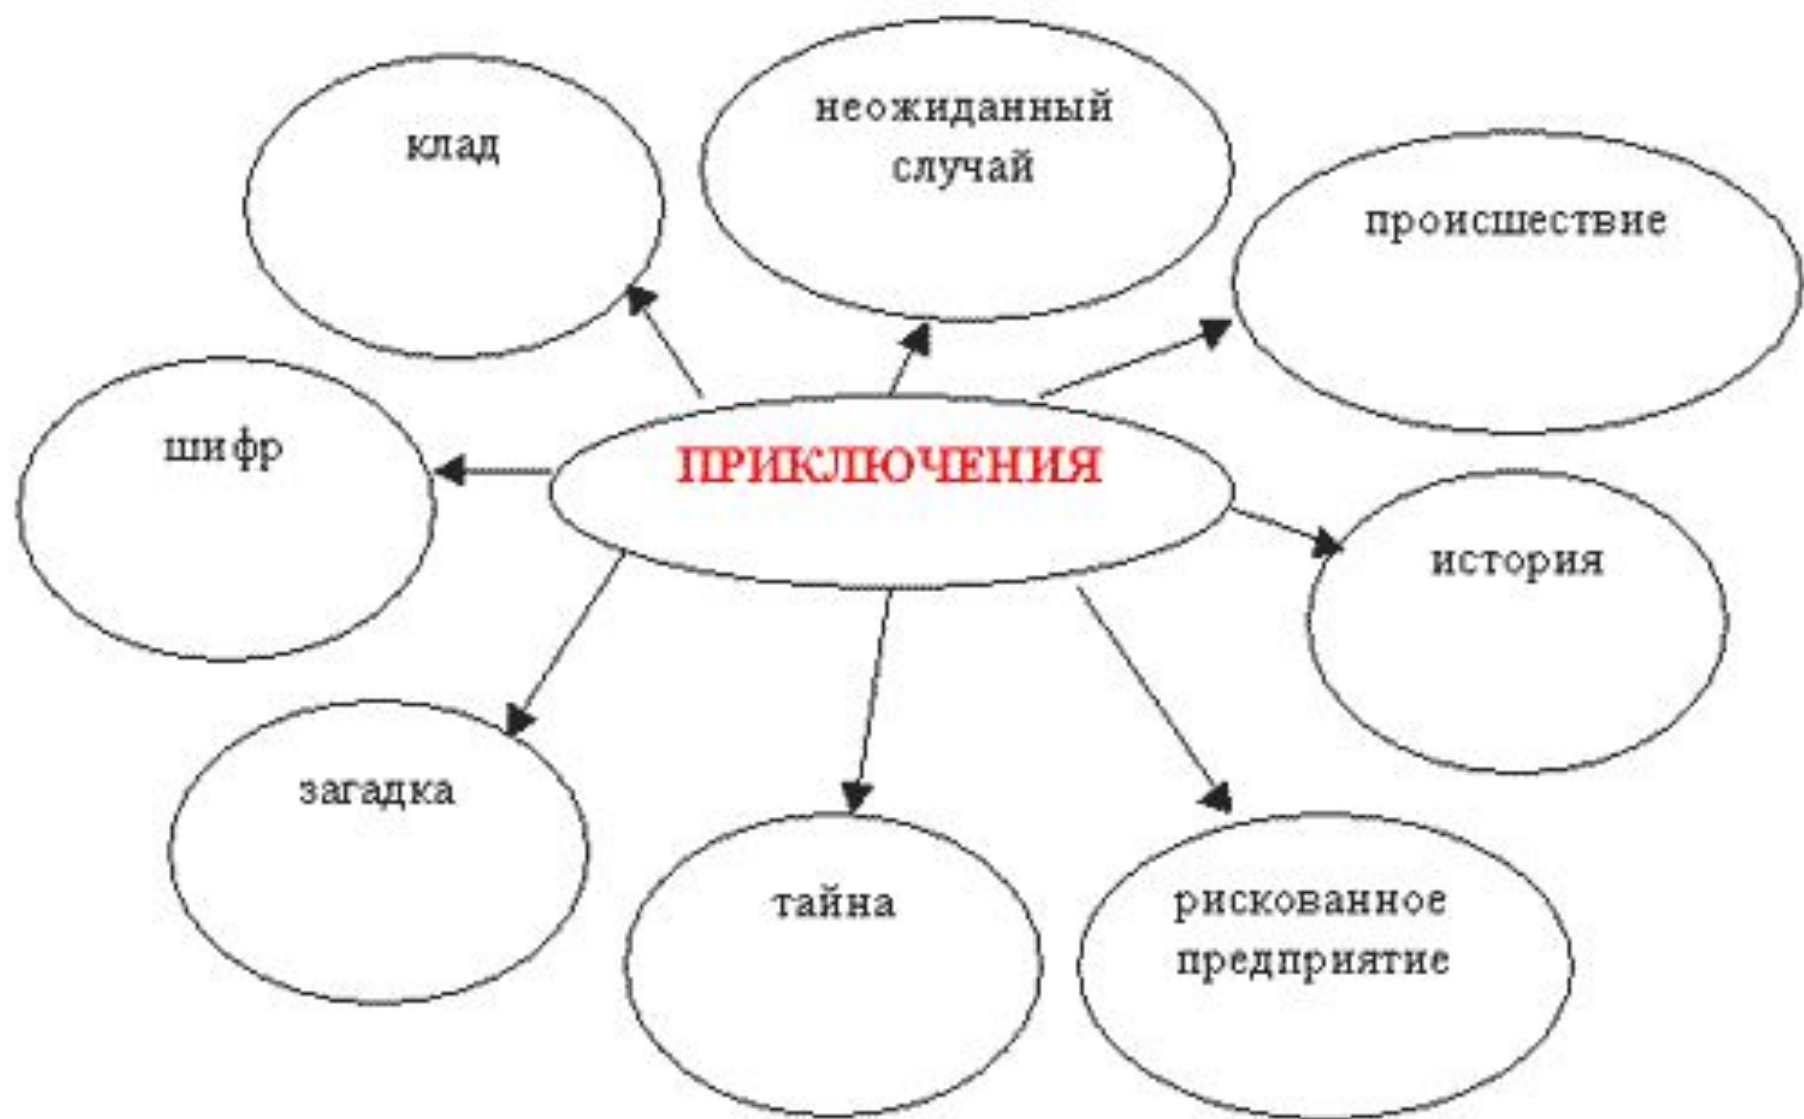 неожиданный
случай
клад
происшествие
шифр
ПРИКЛЮЧЕНИЯ
история
загадка
тайна
рискованное
предприятие